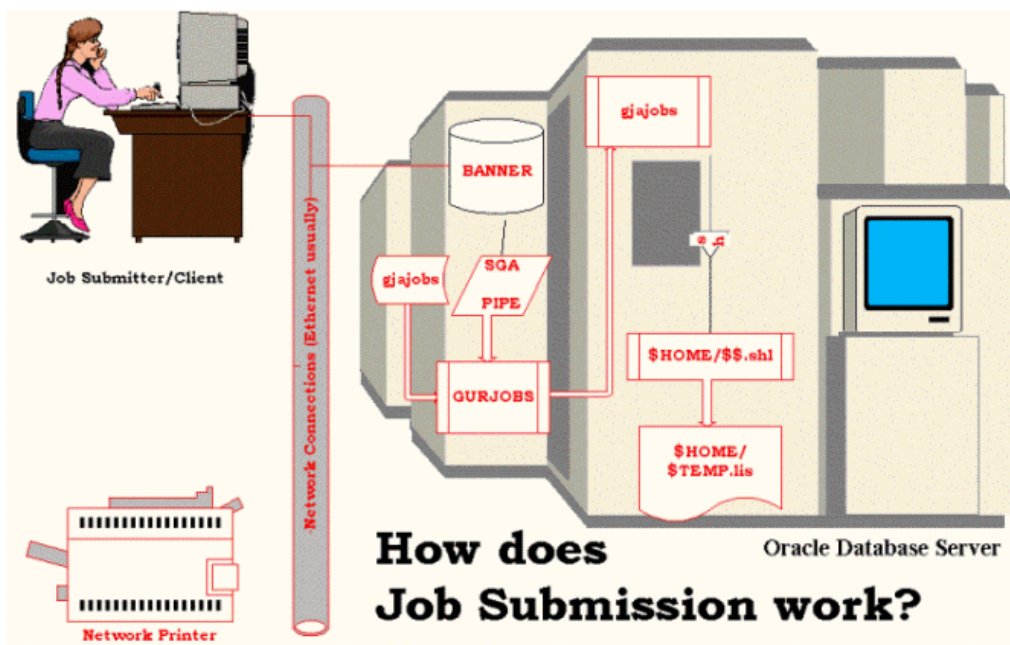 Job Submitter/Client
Network Connections (Ethernet usually)
BANNER
gjajobs
SGA
PIPE
GURJOBS
gjajobs
sh
$HOME/$$.shl
$HOME/
$TEMP.lis
Oracle Database Server
How does
Job Submission work?
Network Printer